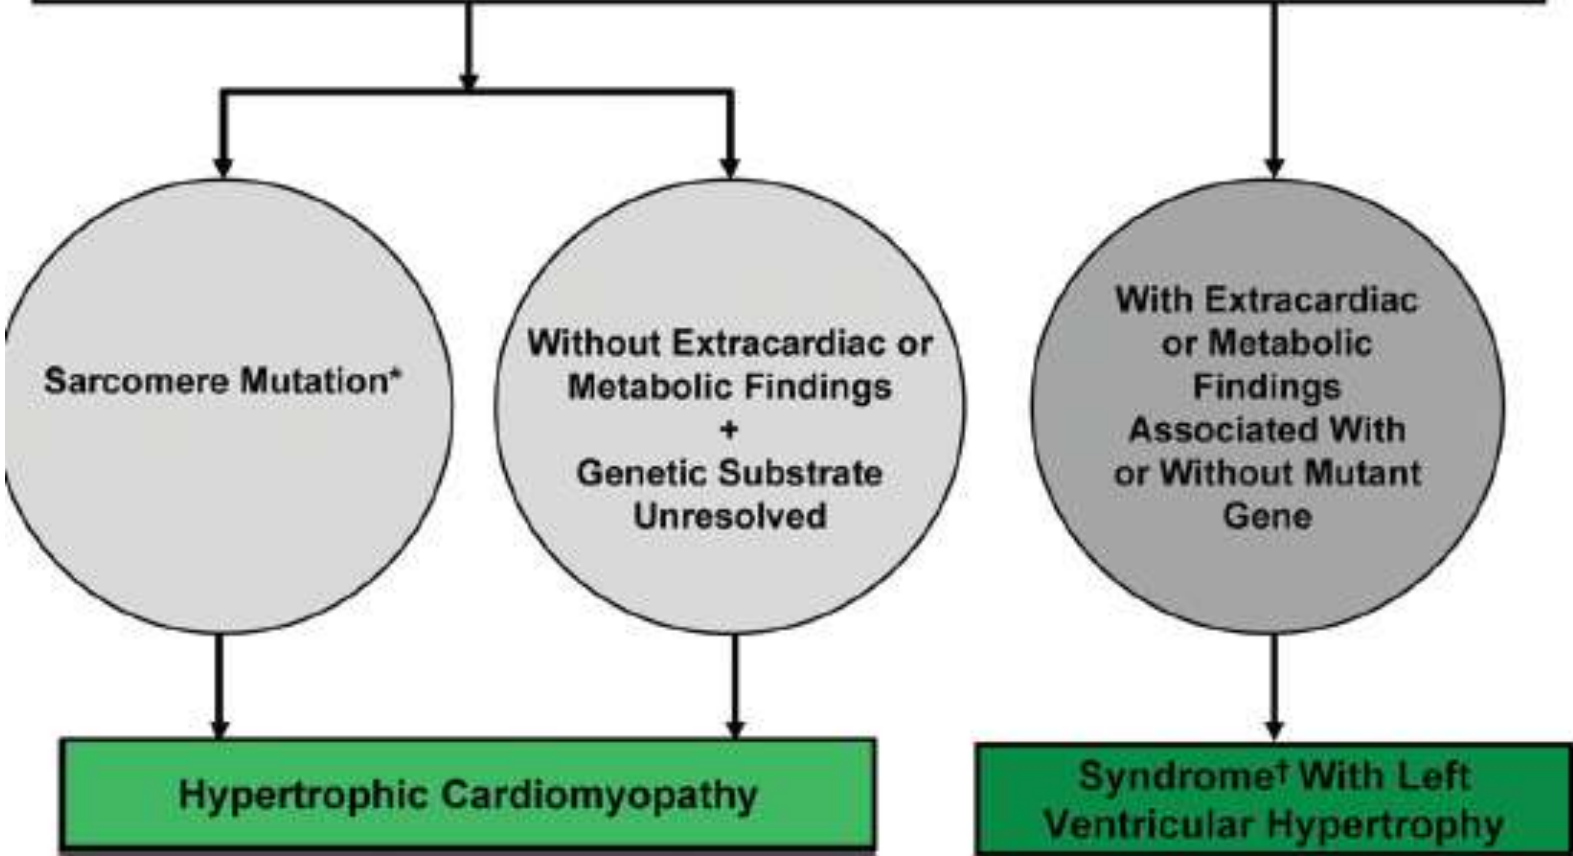 Sarcomere Mutation*
Without Extracardiac or
Metabolic Findings
+
Genetic Substrate
Unresolved
With Extracardiac
or Metabolic
Findings
Associated With
or Without Mutant
Gene
Hypertrophic Cardiomyopathy
Syndrome† With Left
Ventricular Hypertrophy